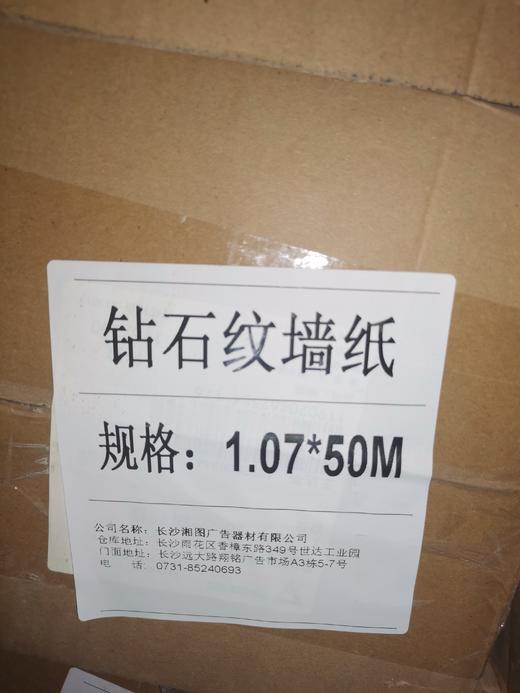 钻石纹墙纸
规格：1.07*50M
公司名称：长沙湘图广告器材有限公司
仓库地址：长沙雨花区香樟东路349号世达工业园
门面地址：长沙远大路翔铭广告市场A3栋5-7号
电 话：0731-85240693